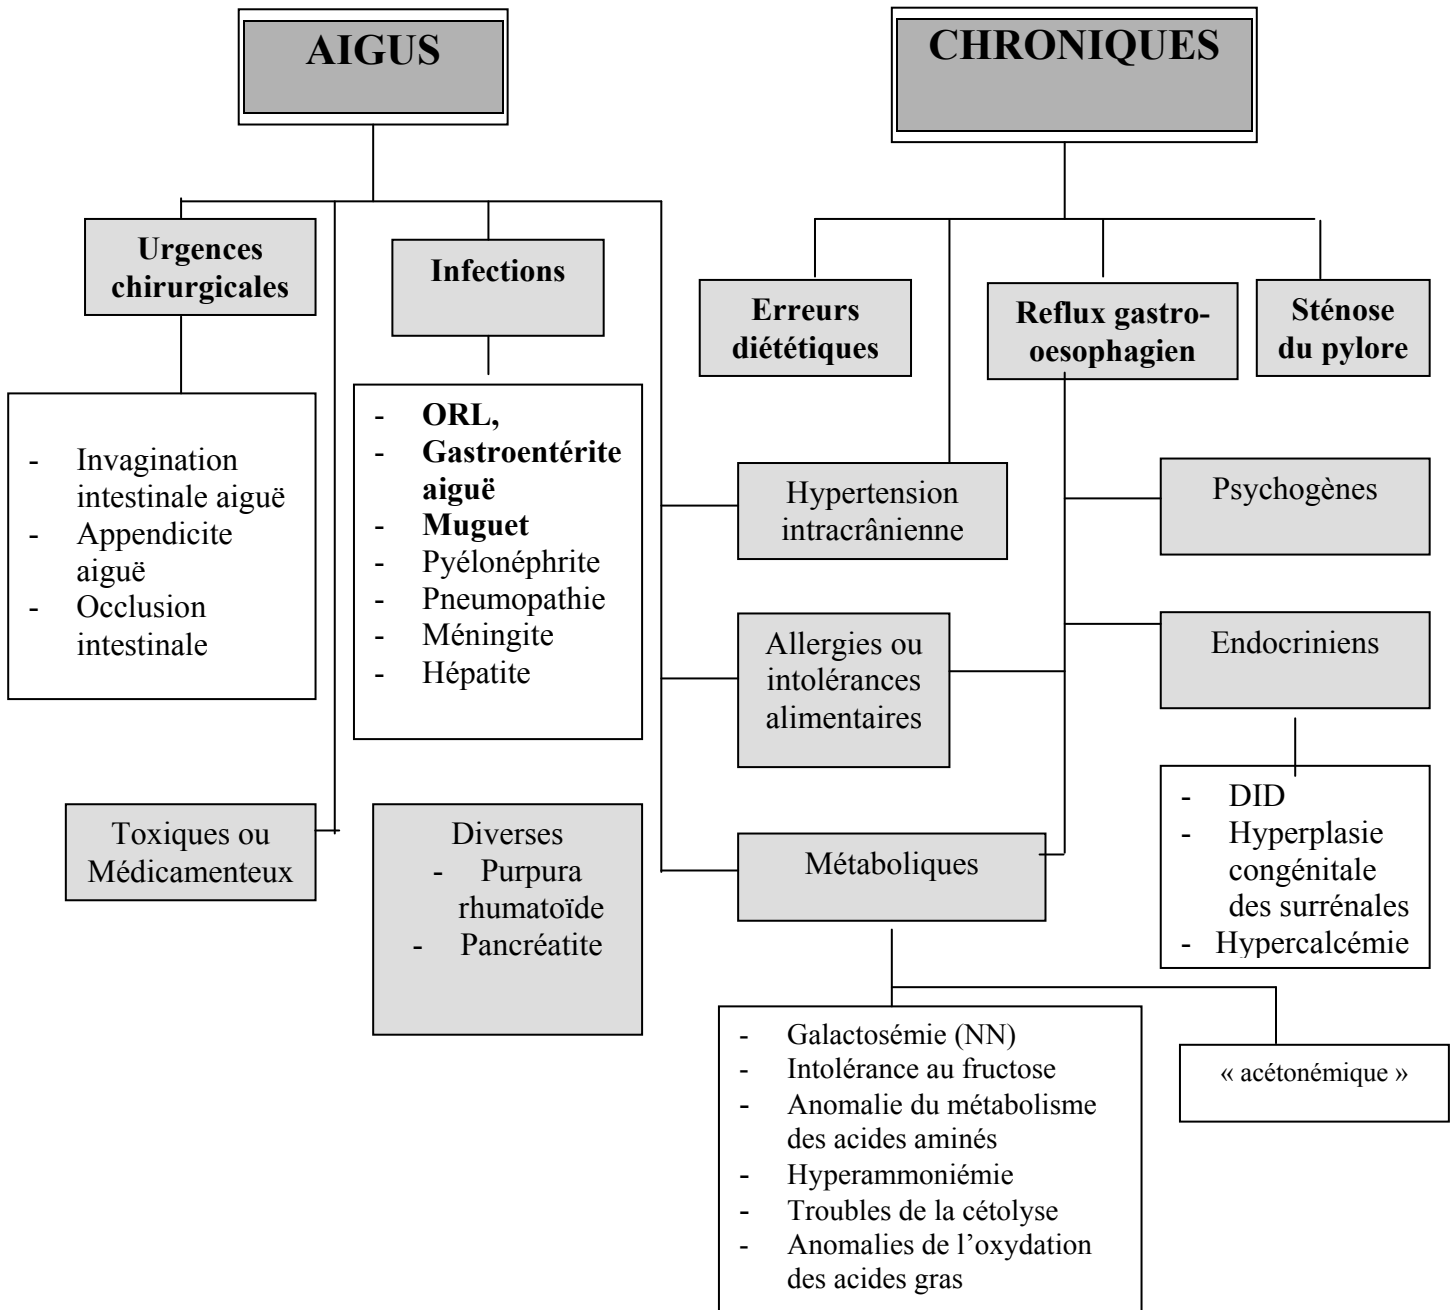 AIGUS
CHRONIQUES
Urgences
chirurgicales
Infections
Erreurs
diététiques
Reflux gastro-
oesophagien
Sténose
du pylore
- Invagination
intestinale aiguë
- Appendicite
aiguë
- Occlusion
intestinale
- ORL,
- Gastroentérite
aiguë
- Muguet
- Pyélonéphrite
- Pneumopathie
- Méningite
- Hépatite
Hypertension
intracrânienne
Psychogènes
Allergies ou
intolérances
alimentaires
Endocriniens
Toxiques ou
Médicamenteux
Diverses
- Purpura
rhumatoïde
- Pancréatite
Métaboliques
- DID
- Hyperplasie
congénitale
des surrénales
- Hypercalcémie
- Galactosémie (NN)
- Intolérance au fructose
- Anomalie du métabolisme
des acides aminés
- Hyperammoniémie
- Troubles de la cétolyse
- Anomalies de l’oxydation
des acides gras
« acétonémique »